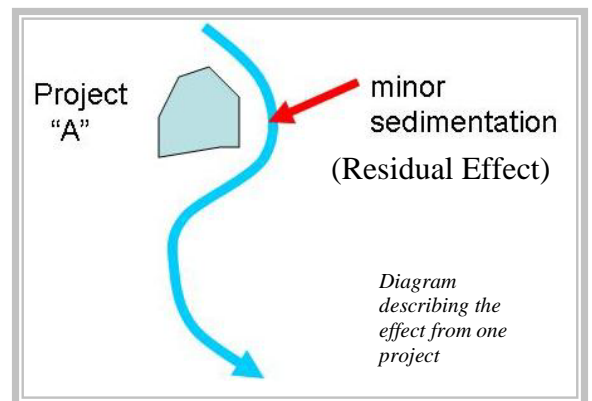 Project
“A”
minor
sedimentation
(Residual Effect)
Diagram
describing the
effect from one
project